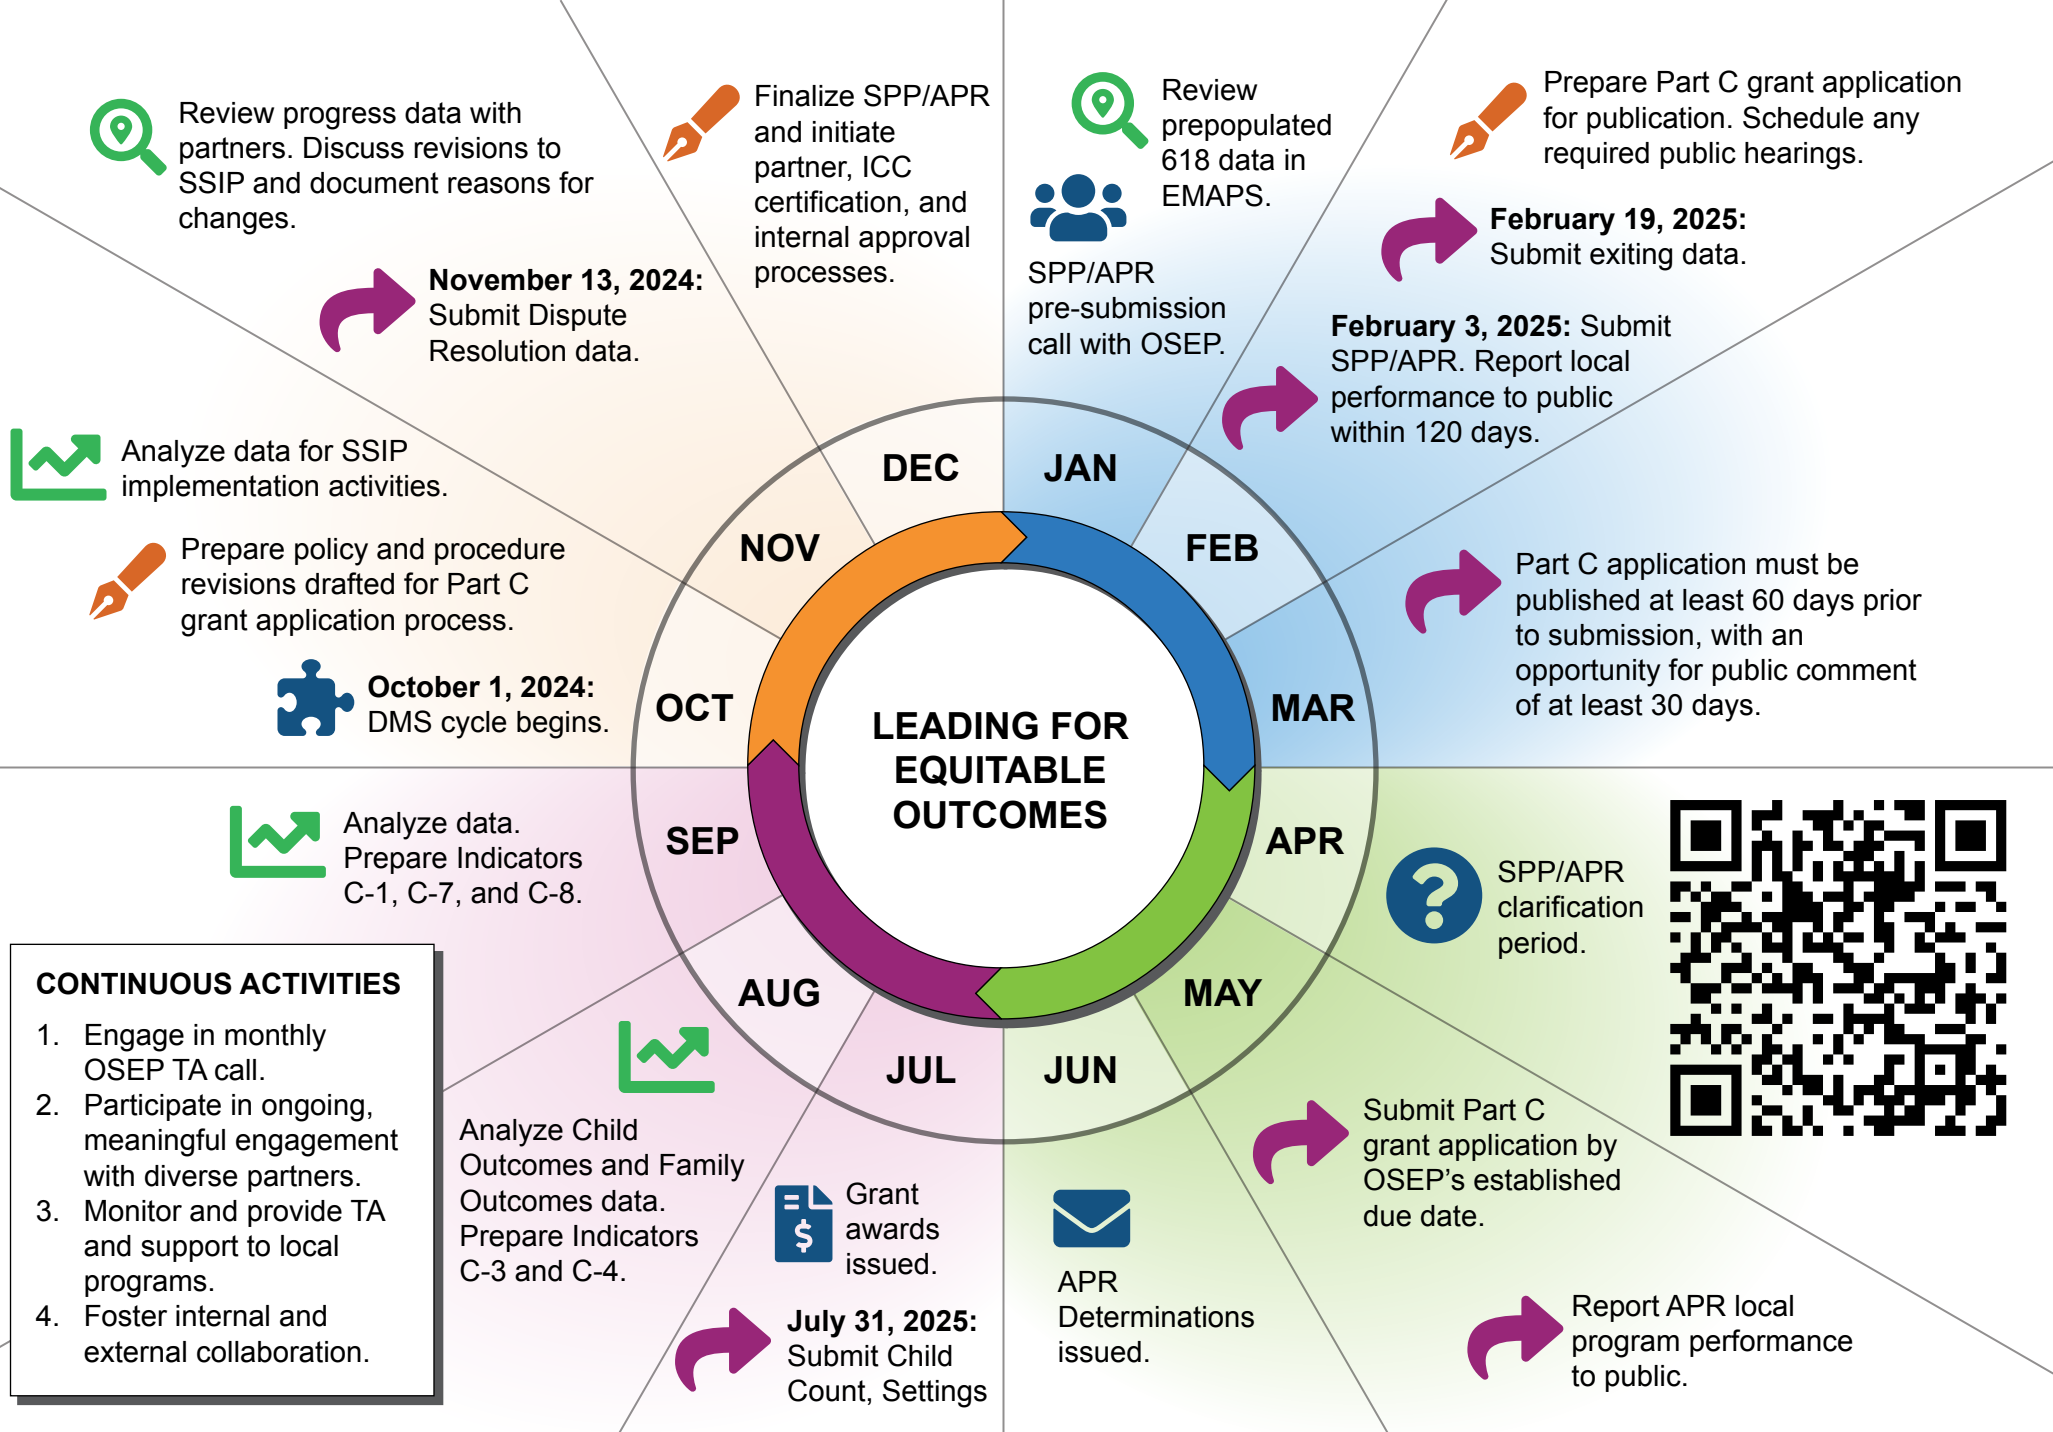 Review progress data with
partners. Discuss revisions to
SSIP and document reasons for
changes.
November 13, 2024:
Submit Dispute
Resolution data.
Finalize SPP/APR
and initiate
partner, ICC
certification, and
internal approval
processes.
Review
prepopulated
618 data in
EMAPS.
SPP/APR
pre-submission
call with OSEP.
Prepare Part C grant application
for publication. Schedule any
required public hearings.
February 19, 2025:
Submit exiting data.
February 3, 2025: Submit
SPP/APR. Report local
performance to public
within 120 days.
Analyze data for SSIP
implementation activities.
Prepare policy and procedure
revisions drafted for Part C
grant application process.
October 1, 2024:
DMS cycle begins.
DEC
JAN
NOV
FEB
OCT
MAR
SEP
APR
AUG
MAY
JUL
JUN
LEADING FOR
EQUITABLE
OUTCOMES
Part C application must be
published at least 60 days prior
to submission, with an
opportunity for public comment
of at least 30 days.
Analyze data.
Prepare Indicators
C-1, C-7, and C-8.
SPP/APR
clarification
period.
CONTINUOUS ACTIVITIES
1. Engage in monthly
OSEP TA call.
2. Participate in ongoing,
meaningful engagement
with diverse partners.
3. Monitor and provide TA
and support to local
programs.
4. Foster internal and
external collaboration.
Analyze Child
Outcomes and Family
Outcomes data.
Prepare Indicators
C-3 and C-4.
Grant
awards
issued.
July 31, 2025:
Submit Child
Count, Settings
APR
Determinations
issued.
Submit Part C
grant application by
OSEP’s established
due date.
Report APR local
program performance
to public.